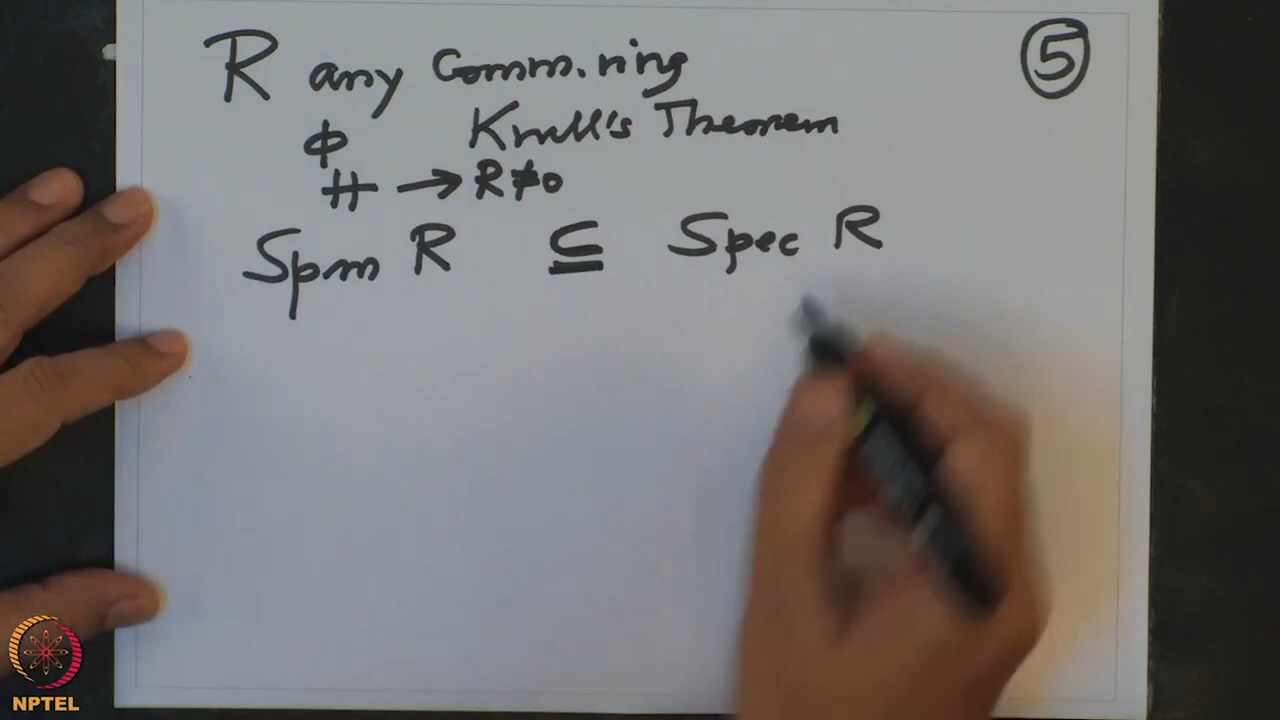 R any Comm. ring
⑤
φ Krull's Theorem
⧧ → R ≠ 0
Spm R ⊆ Spec R
NPTEL